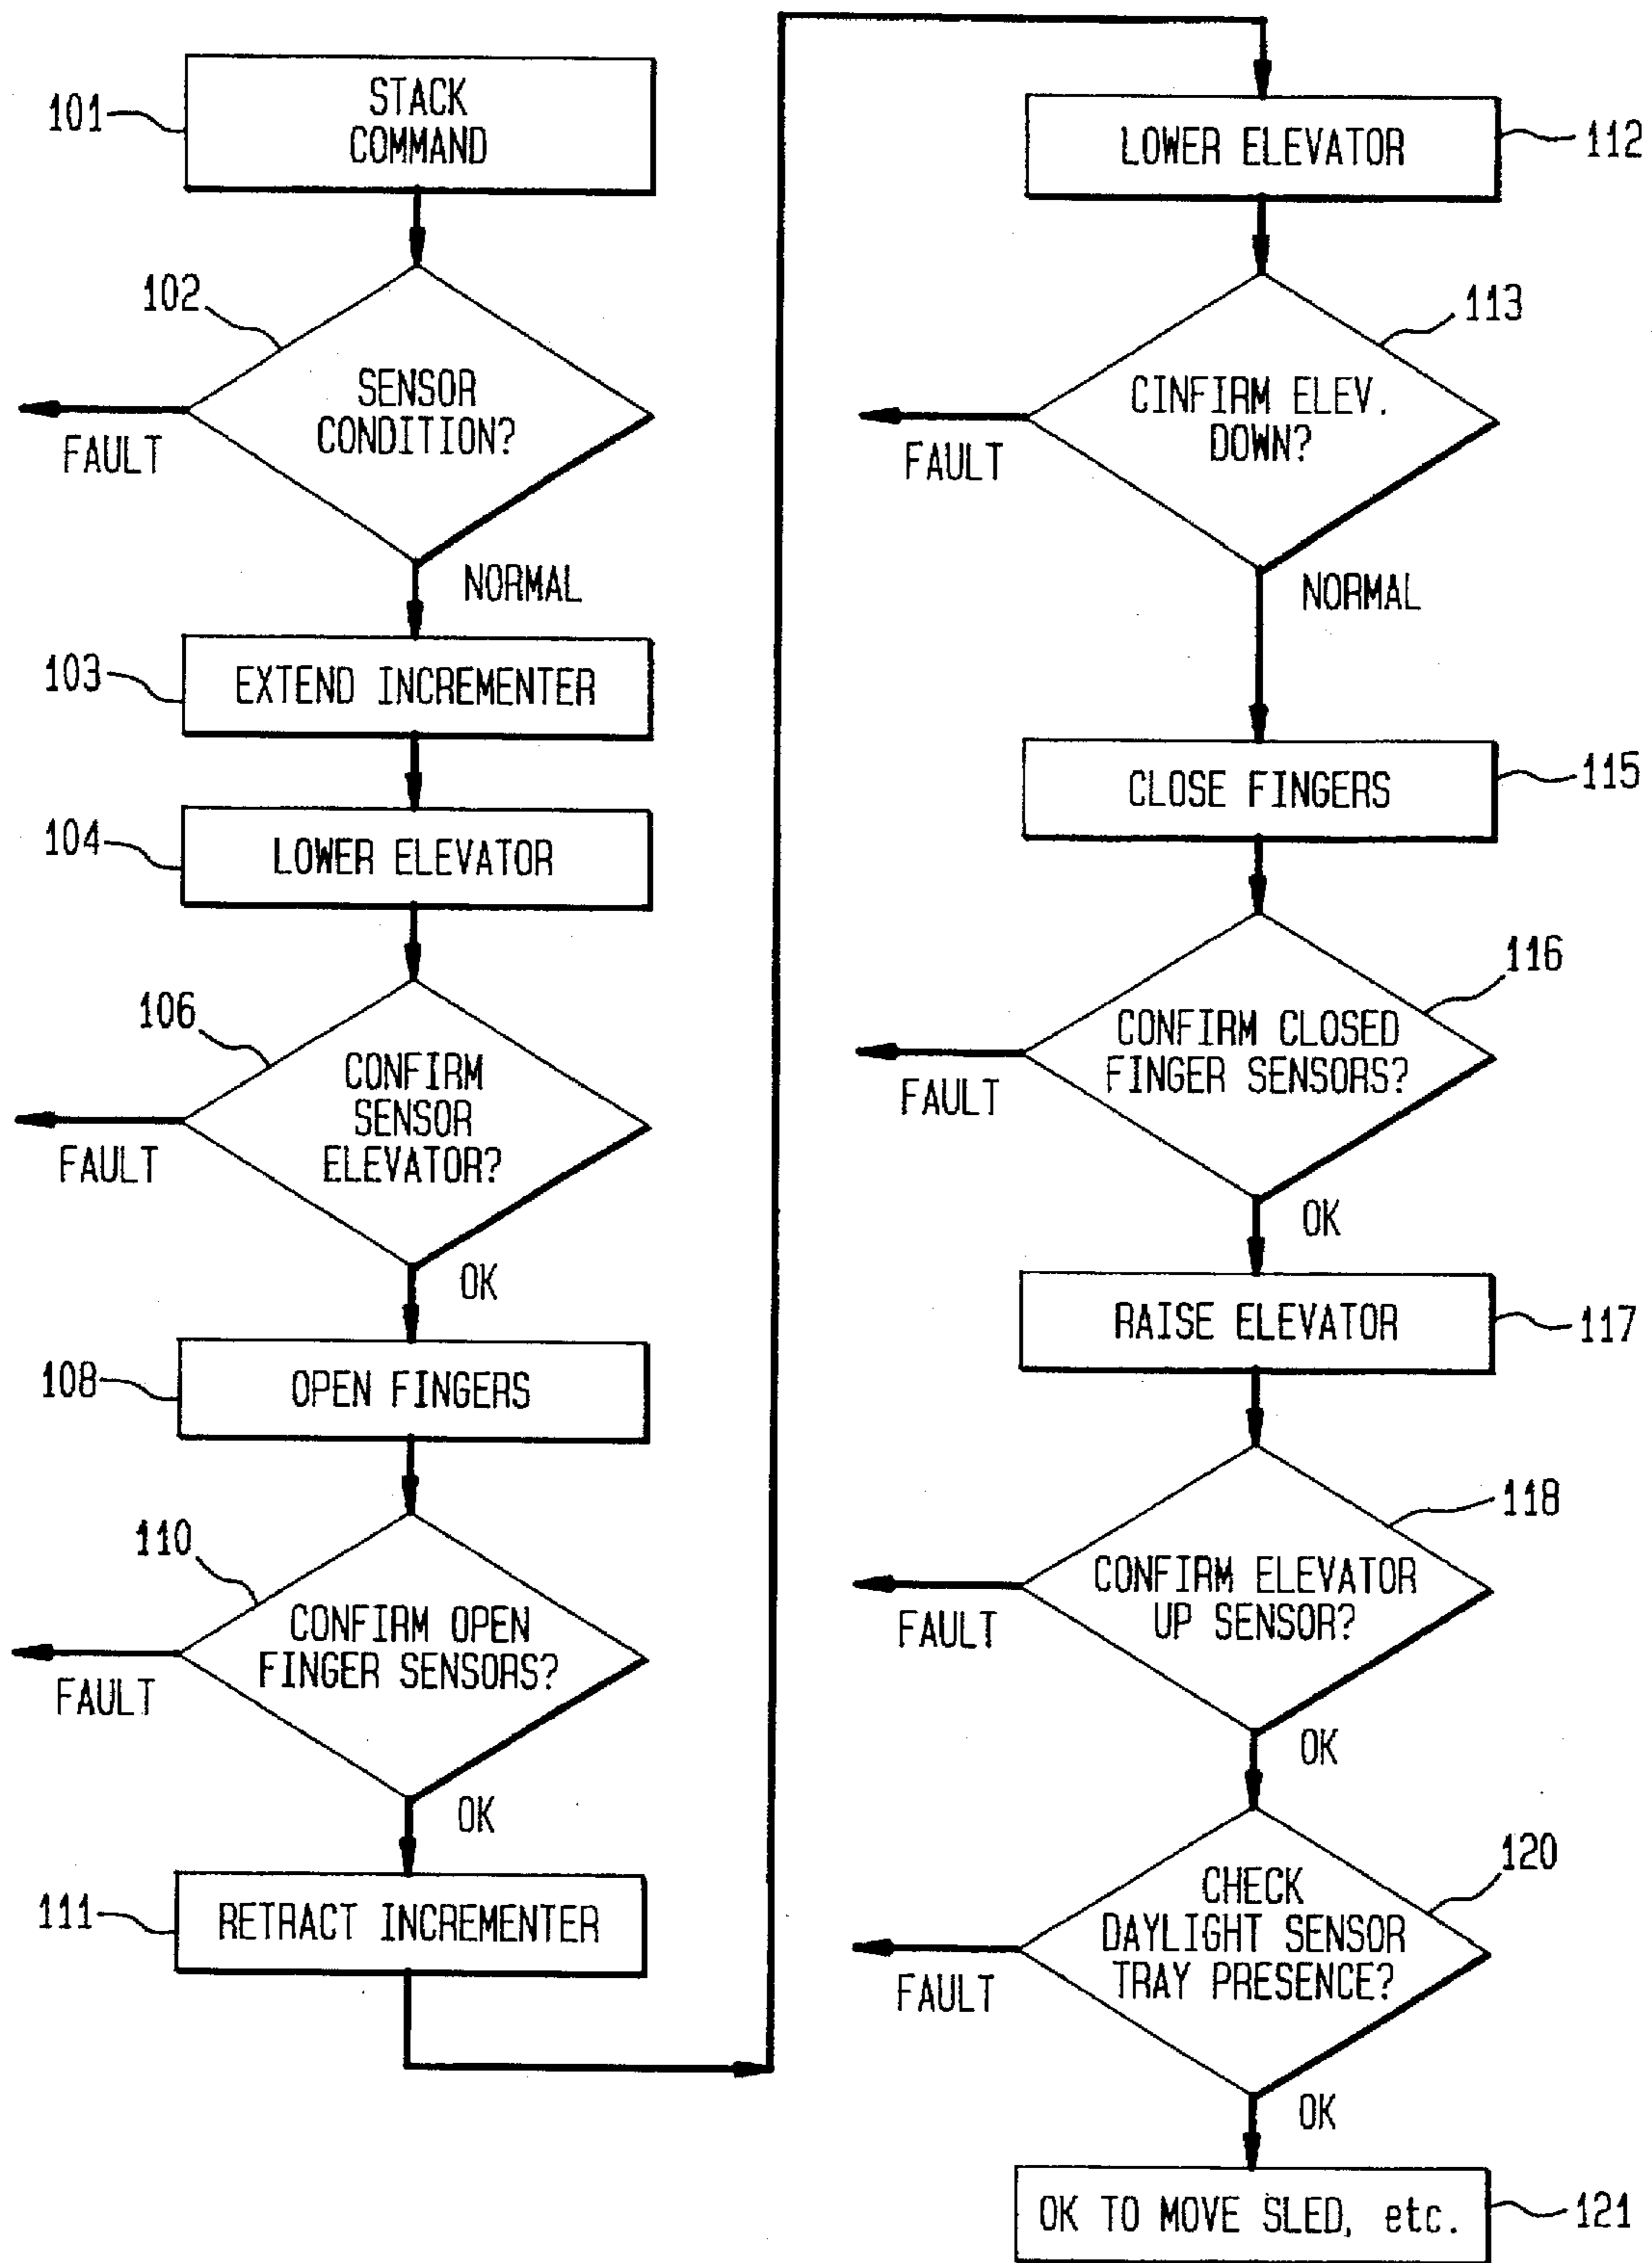 101
STACK
COMMAND
102
SENSOR
CONDITION?
FAULT
NORMAL
103
EXTEND INCREMENTER
104
LOWER ELEVATOR
106
CONFIRM
SENSOR
ELEVATOR?
FAULT
OK
108
OPEN FINGERS
110
CONFIRM OPEN
FINGER SENSORS?
FAULT
OK
111
RETRACT INCREMENTER
LOWER ELEVATOR
112
113
CINFIRM ELEV.
DOWN?
FAULT
NORMAL
CLOSE FINGERS
115
116
CONFIRM CLOSED
FINGER SENSORS?
FAULT
OK
RAISE ELEVATOR
117
118
CONFIRM ELEVATOR
UP SENSOR?
FAULT
OK
120
CHECK
DAYLIGHT SENSOR
TRAY PRESENCE?
FAULT
OK
OK TO MOVE SLED, etc.
121